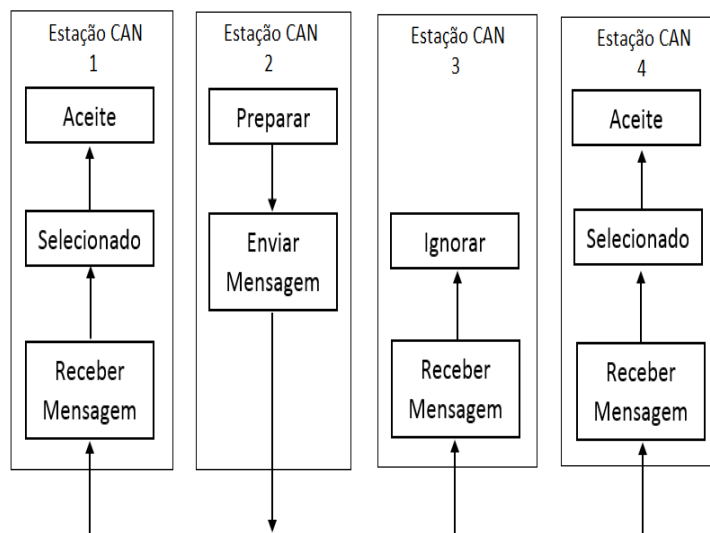 Estação CAN
1
Aceite
Selecionado
Receber
Mensagem
Estação CAN
2
Preparar
Enviar
Mensagem
Estação CAN
3
Ignorar
Receber
Mensagem
Estação CAN
4
Aceite
Selecionado
Receber
Mensagem